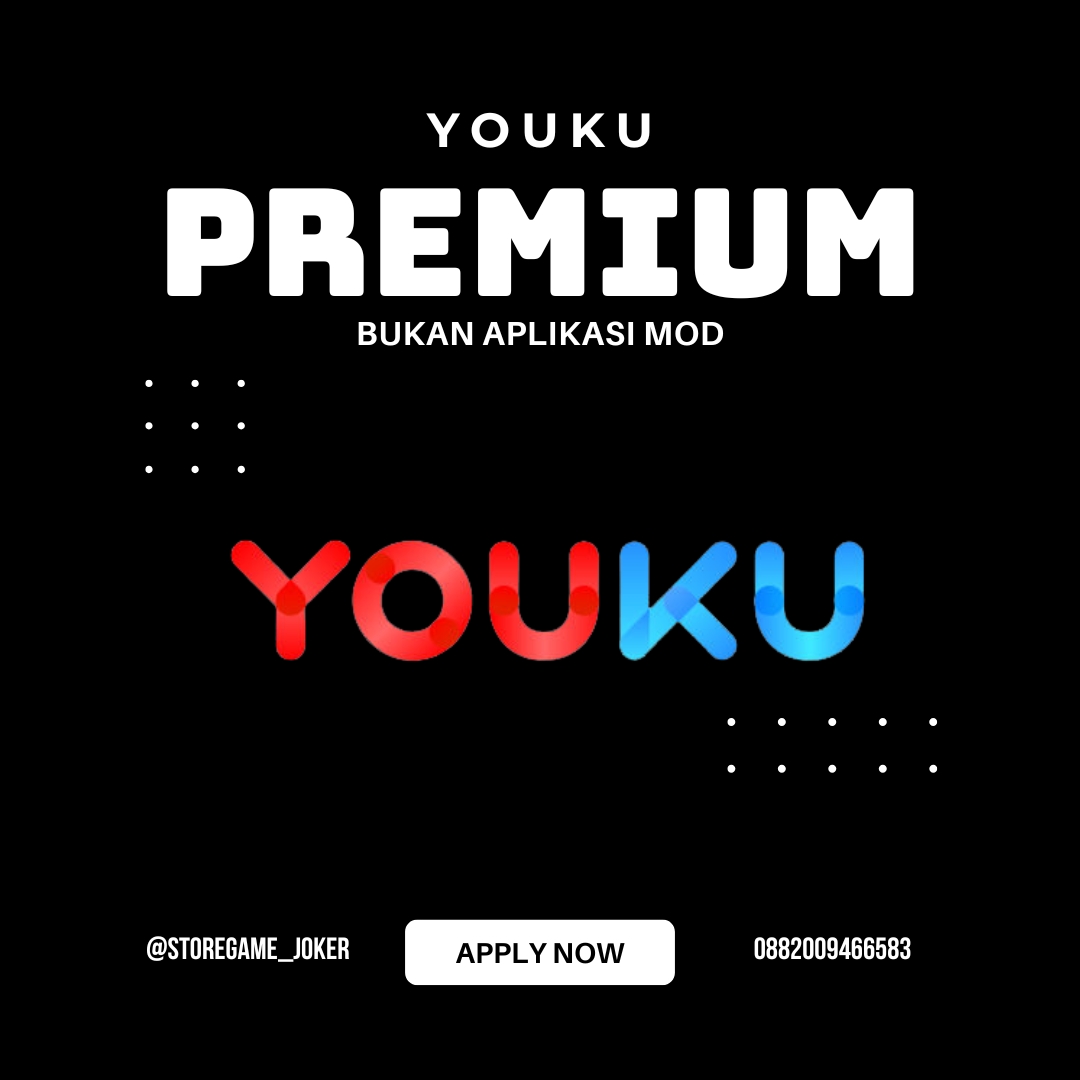 YOUKU
PREMIUM
BUKAN APLIKASI MOD
YOUKU
@STOREGAME_JOKER
APPLY NOW
0882009466583